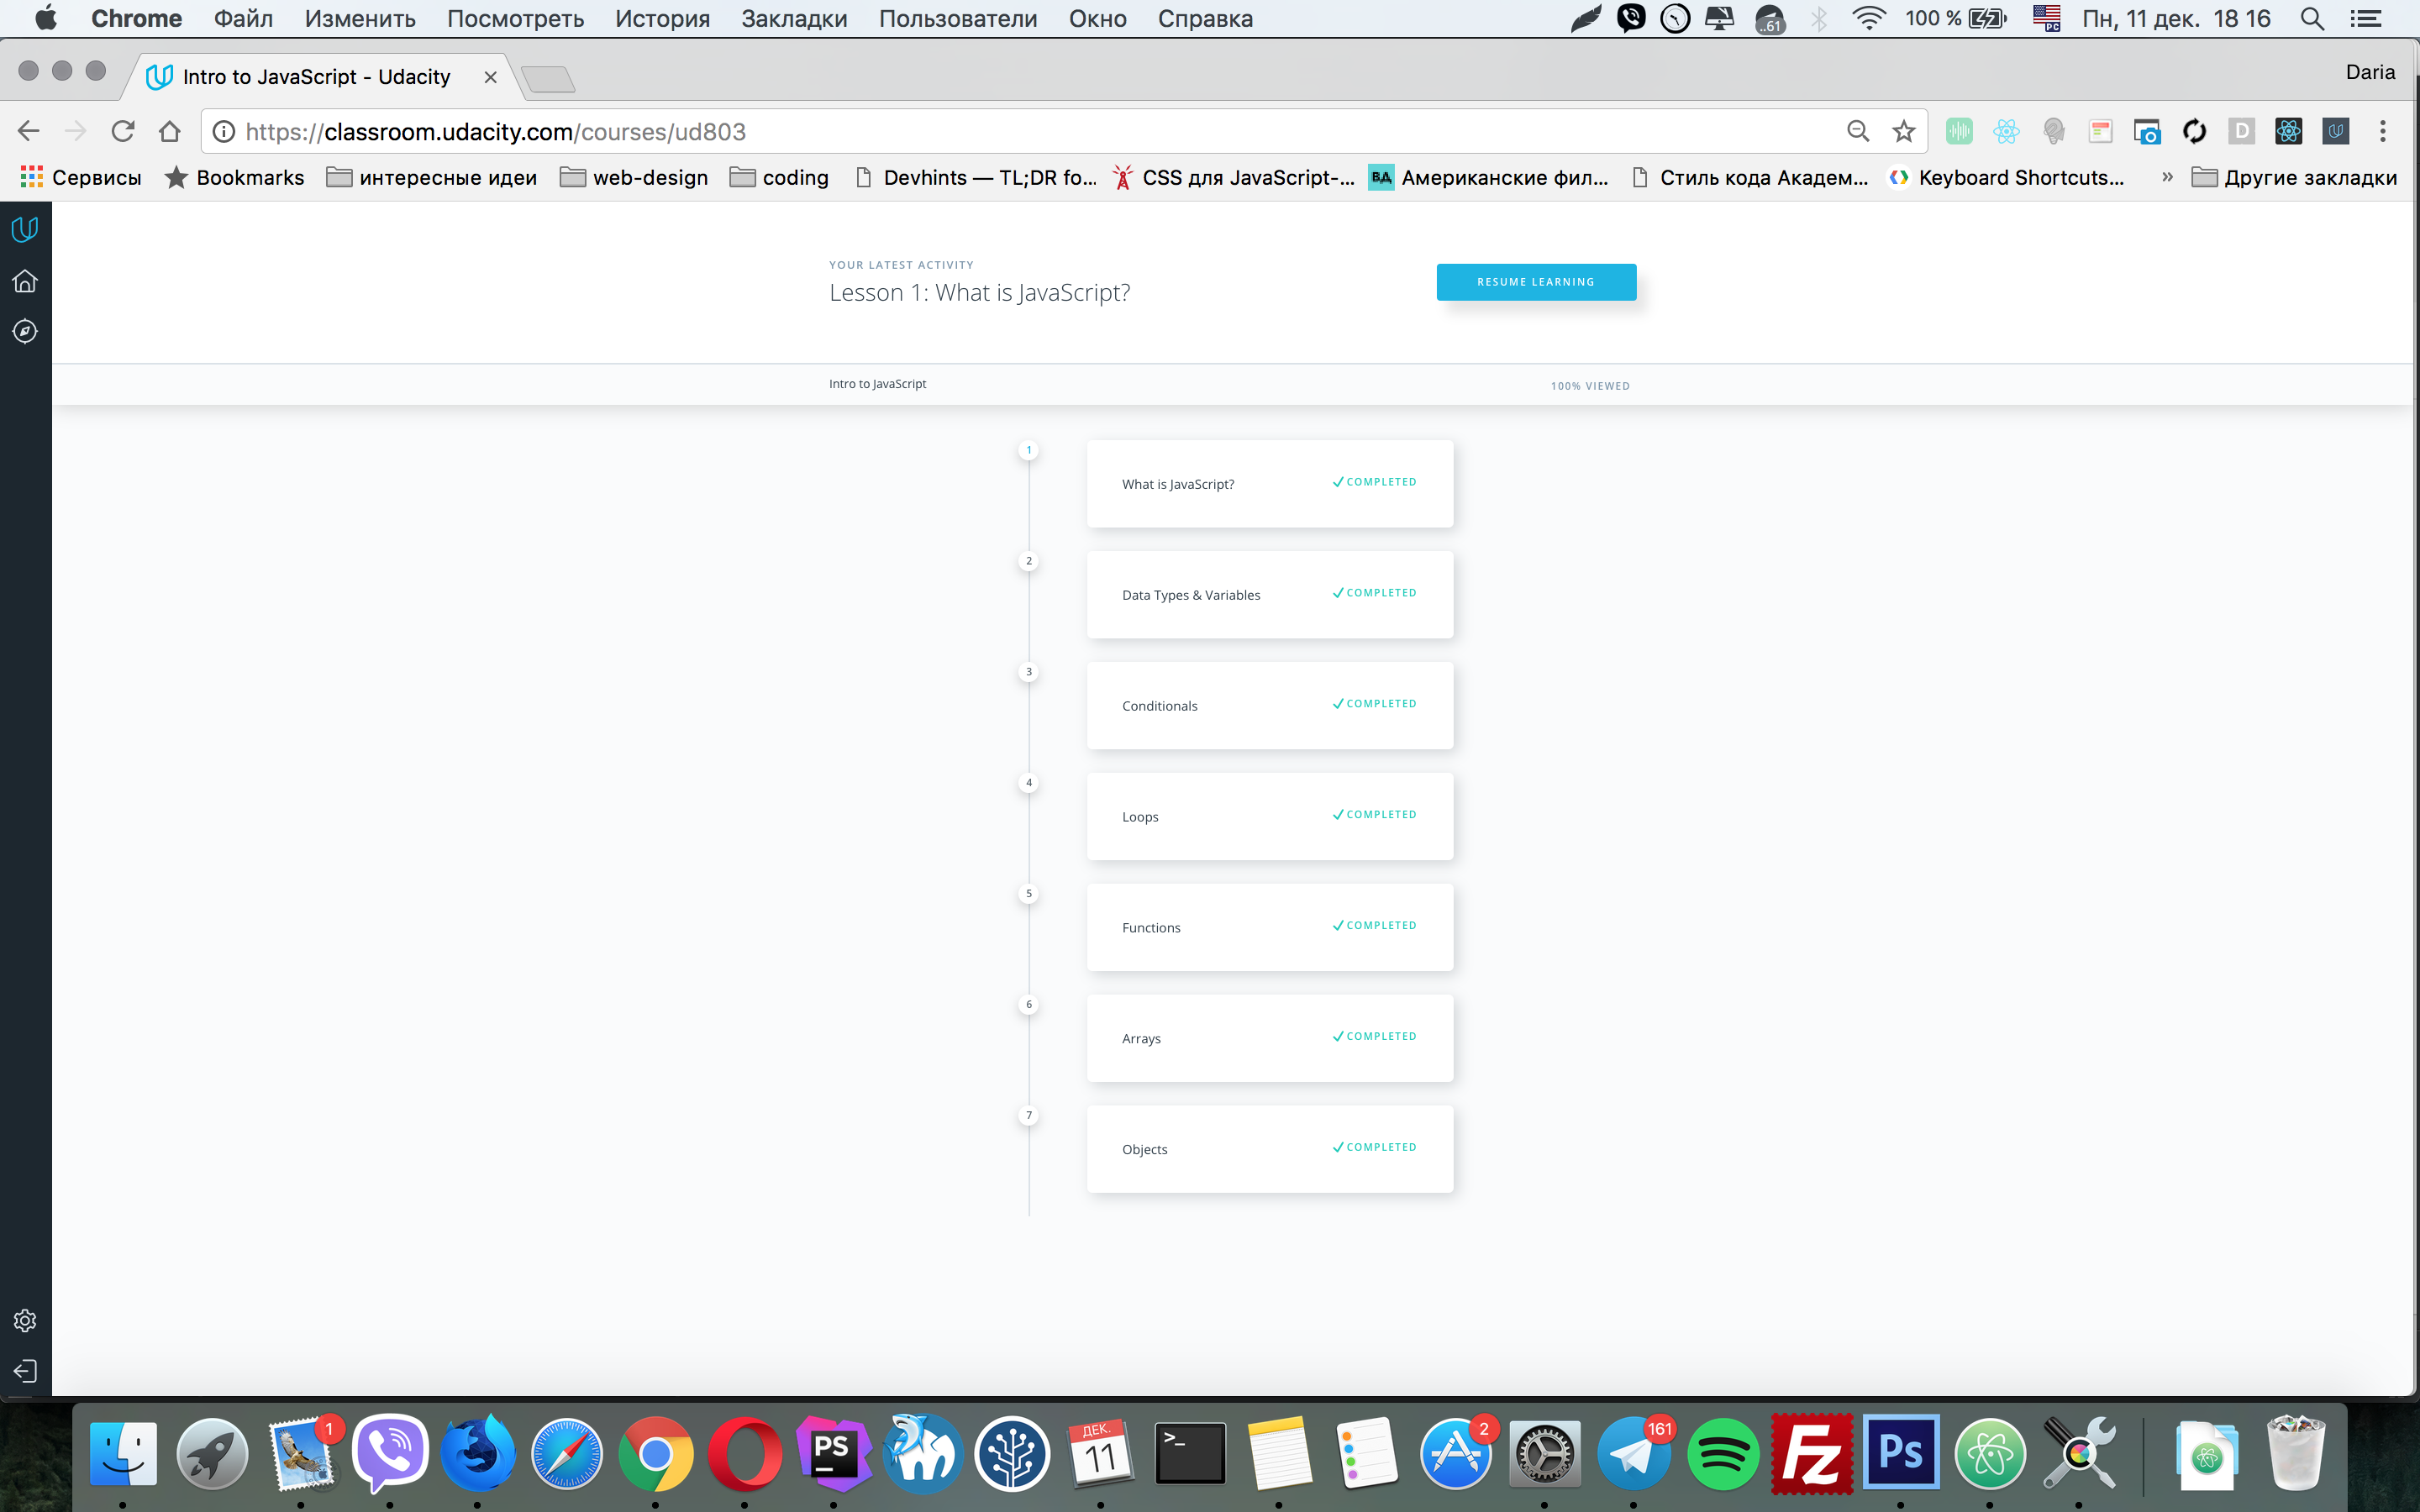 Chrome Файл Изменить Посмотреть История Закладки Пользователи Окно Справка ..61 100 % РС Пн, 11 дек. 18 16
Intro to JavaScript - Udacity Daria
https://classroom.udacity.com/courses/ud803 D
Сервисы Bookmarks интересные идеи web-design coding Devhints — TL;DR fo... CSS для JavaScript-... ВД Американские фил... Стиль кода Академ... Keyboard Shortcuts... » Другие закладки
YOUR LATEST ACTIVITY
Lesson 1: What is JavaScript?
RESUME LEARNING
Intro to JavaScript 100% VIEWED
1 What is JavaScript? COMPLETED
2 Data Types & Variables COMPLETED
3 Conditionals COMPLETED
4 Loops COMPLETED
5 Functions COMPLETED
6 Arrays COMPLETED
7 Objects COMPLETED
1 PS ДЕК. 11 >_ 2 161 Fz Ps